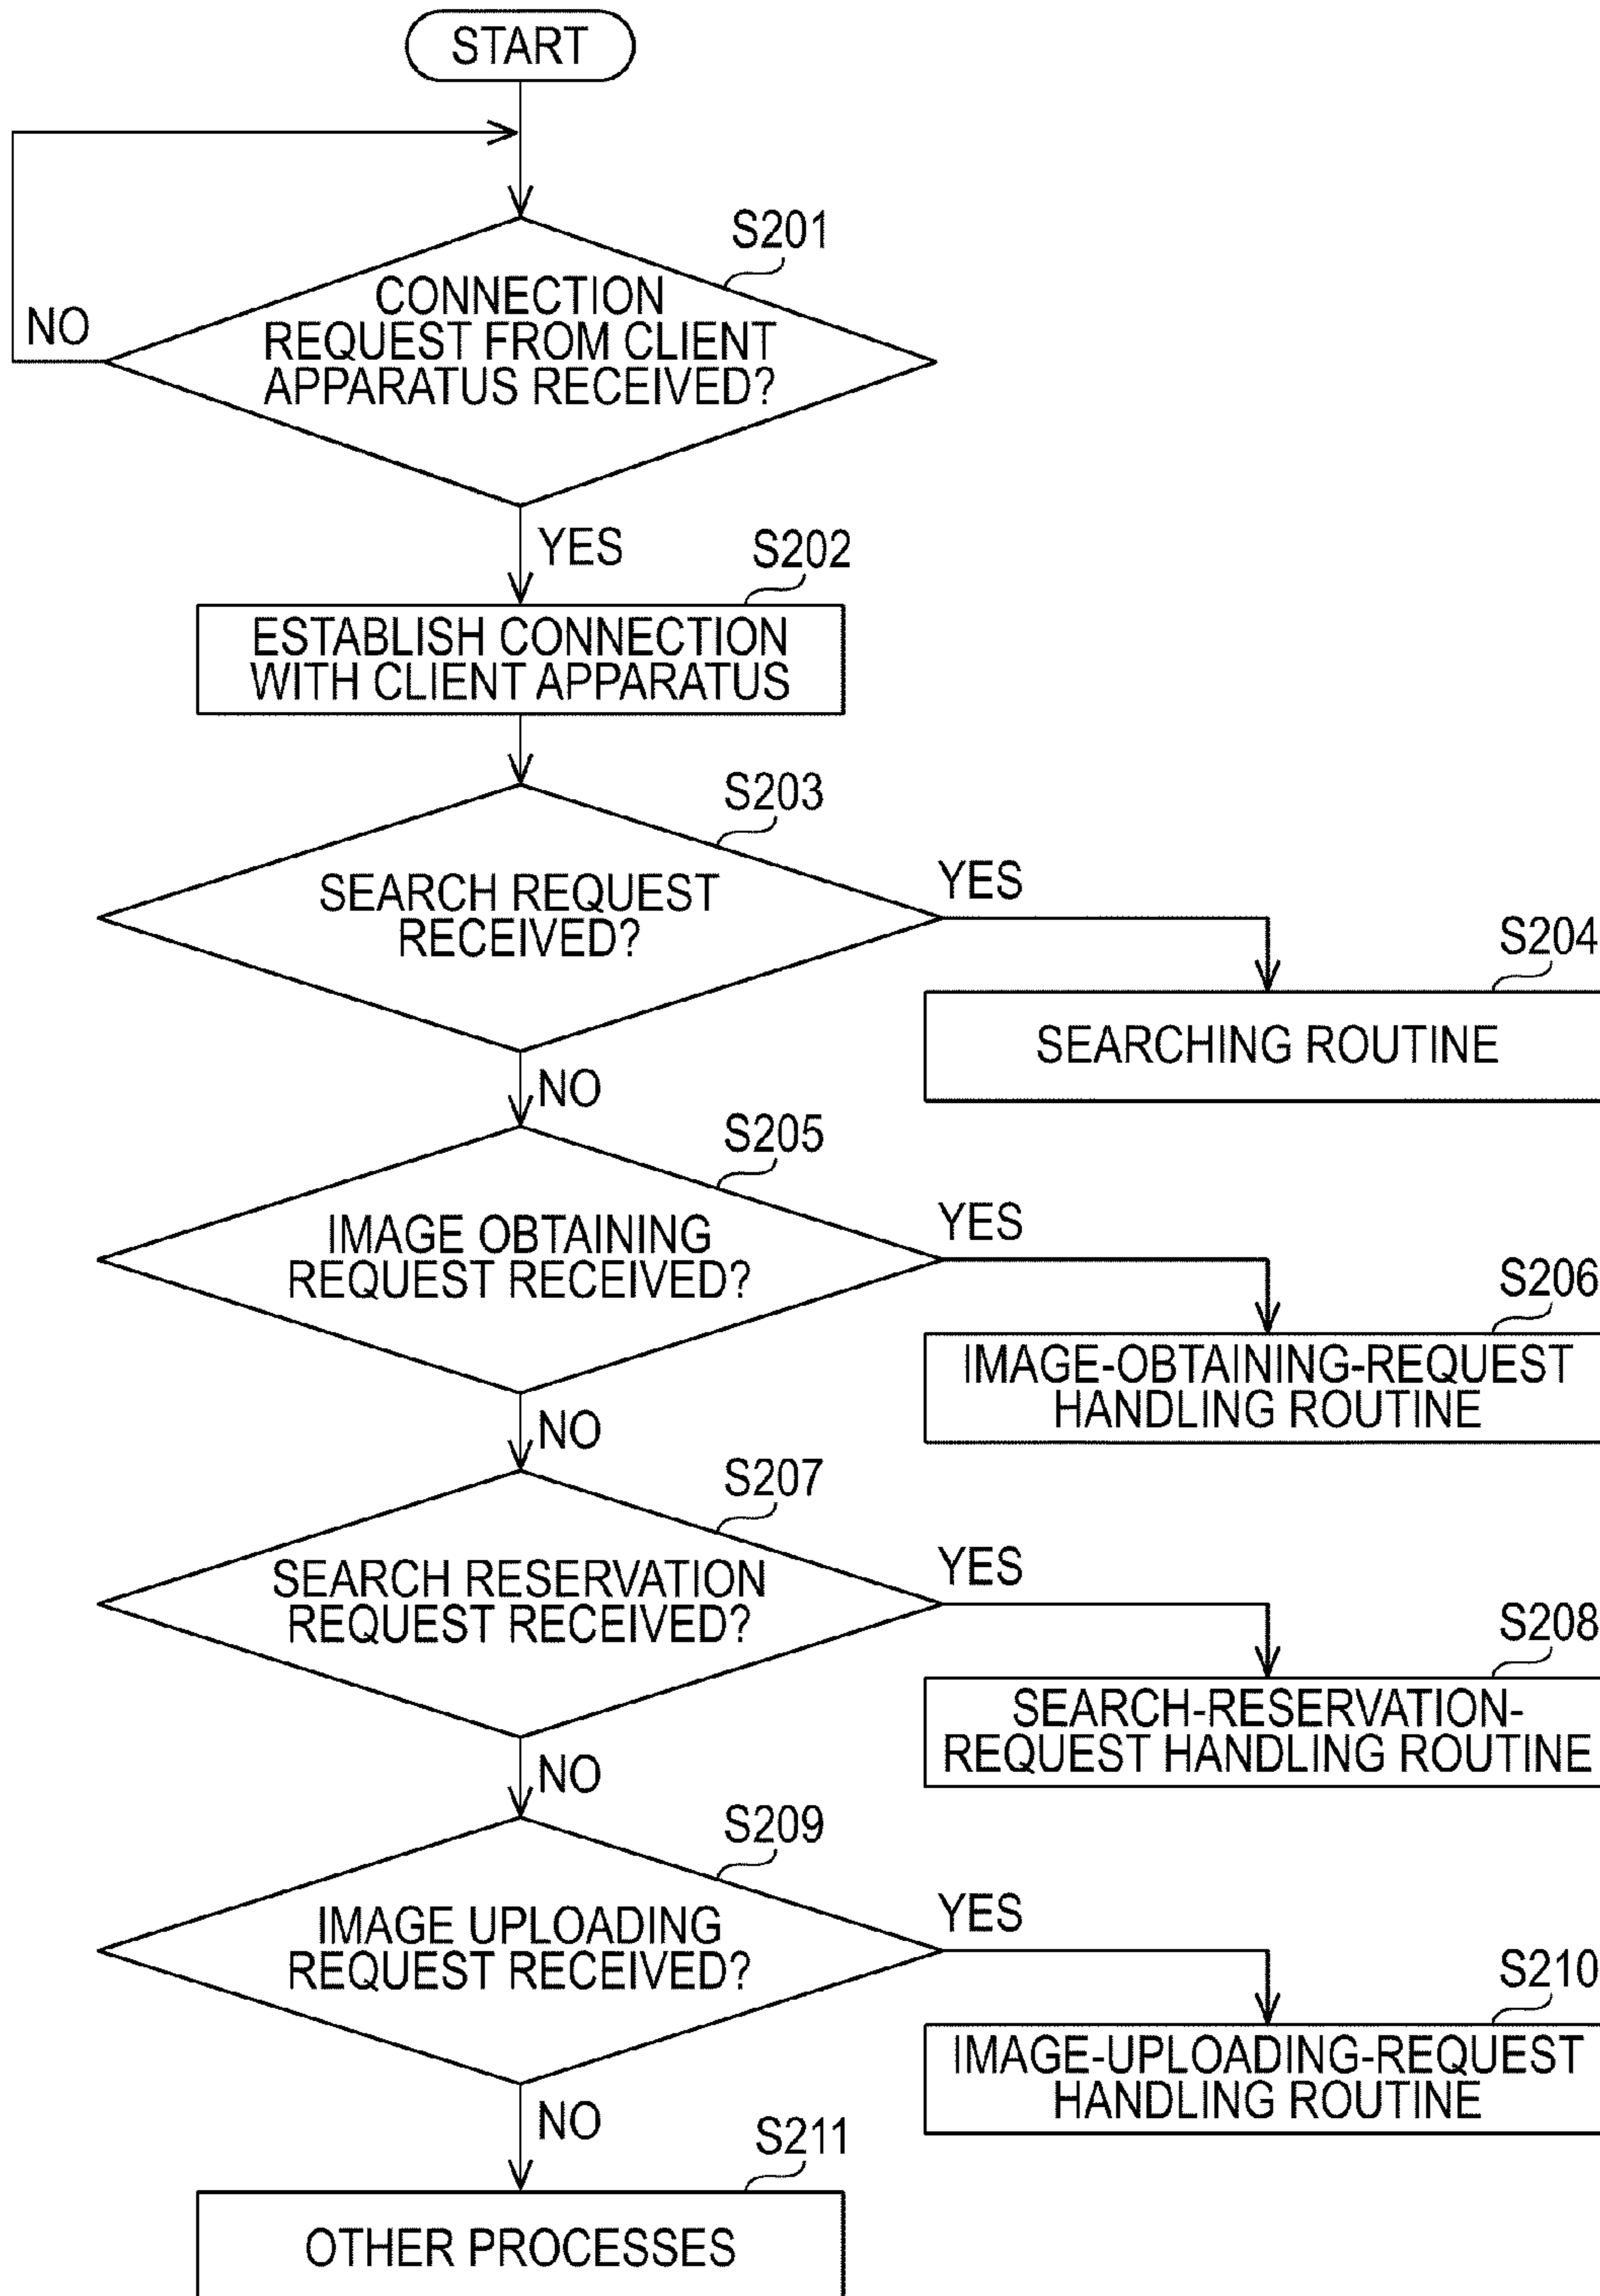 START
S201
CONNECTION
REQUEST FROM CLIENT
APPARATUS RECEIVED?
NO
YES
S202
ESTABLISH CONNECTION
WITH CLIENT APPARATUS
S203
SEARCH REQUEST
RECEIVED?
YES
S204
SEARCHING ROUTINE
NO
S205
IMAGE OBTAINING
REQUEST RECEIVED?
YES
S206
IMAGE-OBTAINING-REQUEST
HANDLING ROUTINE
NO
S207
SEARCH RESERVATION
REQUEST RECEIVED?
YES
S208
SEARCH-RESERVATION-
REQUEST HANDLING ROUTINE
NO
S209
IMAGE UPLOADING
REQUEST RECEIVED?
YES
S210
IMAGE-UPLOADING-REQUEST
HANDLING ROUTINE
NO
S211
OTHER PROCESSES